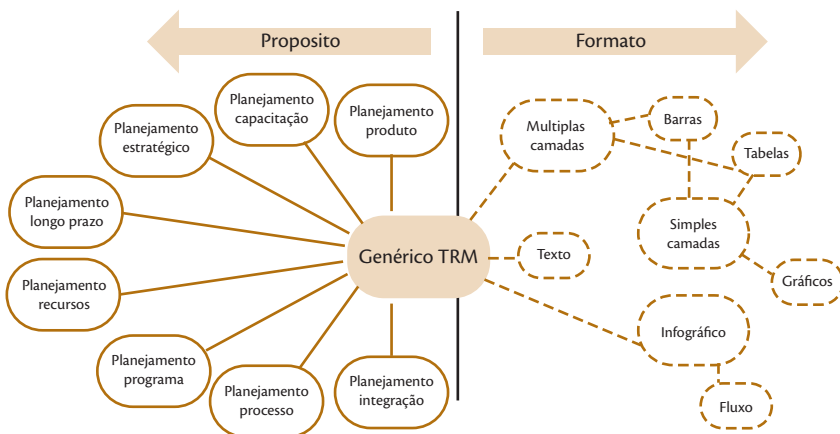 Proposito
Formato
Planejamento
capacitação
Planejamento
produto
Planejamento
estratégico
Planejamento
longo prazo
Planejamento
recursos
Planejamento
programa
Planejamento
processo
Planejamento
integração
Genérico TRM
Multiplas
camadas
Barras
Tabelas
Simples
camadas
Texto
Gráficos
Infográfico
Fluxo